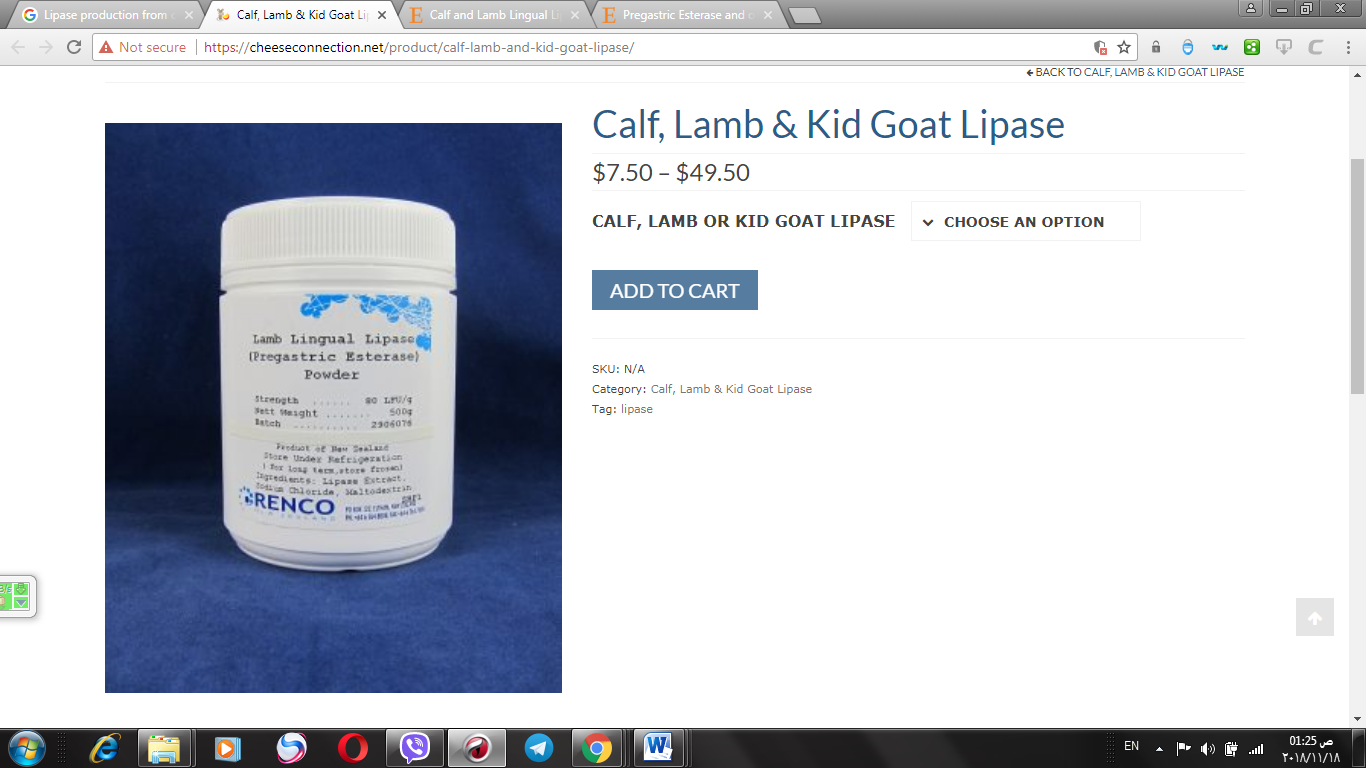 Lipase production from
Calf, Lamb & Kid Goat Li
Calf and Lamb Lingual Li
Pregastric Esterase and
Not secure
https://cheeseconnection.net/product/calf-lamb-and-kid-goat-lipase/
BACK TO CALF, LAMB & KID GOAT LIPASE
Calf, Lamb & Kid Goat Lipase
$7.50 – $49.50
CALF, LAMB OR KID GOAT LIPASE
CHOOSE AN OPTION
ADD TO CART
SKU: N/A
Category: Calf, Lamb & Kid Goat Lipase
Tag: lipase
Lamb Lingual Lipase
(Pregastric Esterase)
Powder
Strength ...... 80 LFU/g
Nett Weight ....... 500g
Batch .......... 2906076
Product of New Zealand
Store Under Refrigeration
( for long term, store frozen)
Ingredients: Lipase Extract,
Sodium Chloride, Maltodextrin
RENCO
NEW ZEALAND
EN
01:25 ص
٢٠١٨/١١/١٨